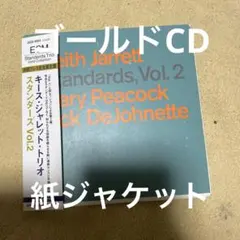 ゴールドCD
ECM
Standards Trio
キース・ジャレット・トリオ
スタンダーズ Vol.2
Keith Jarrett
Standards, Vol. 2
Gary Peacock
Jack DeJohnette
紙ジャケット